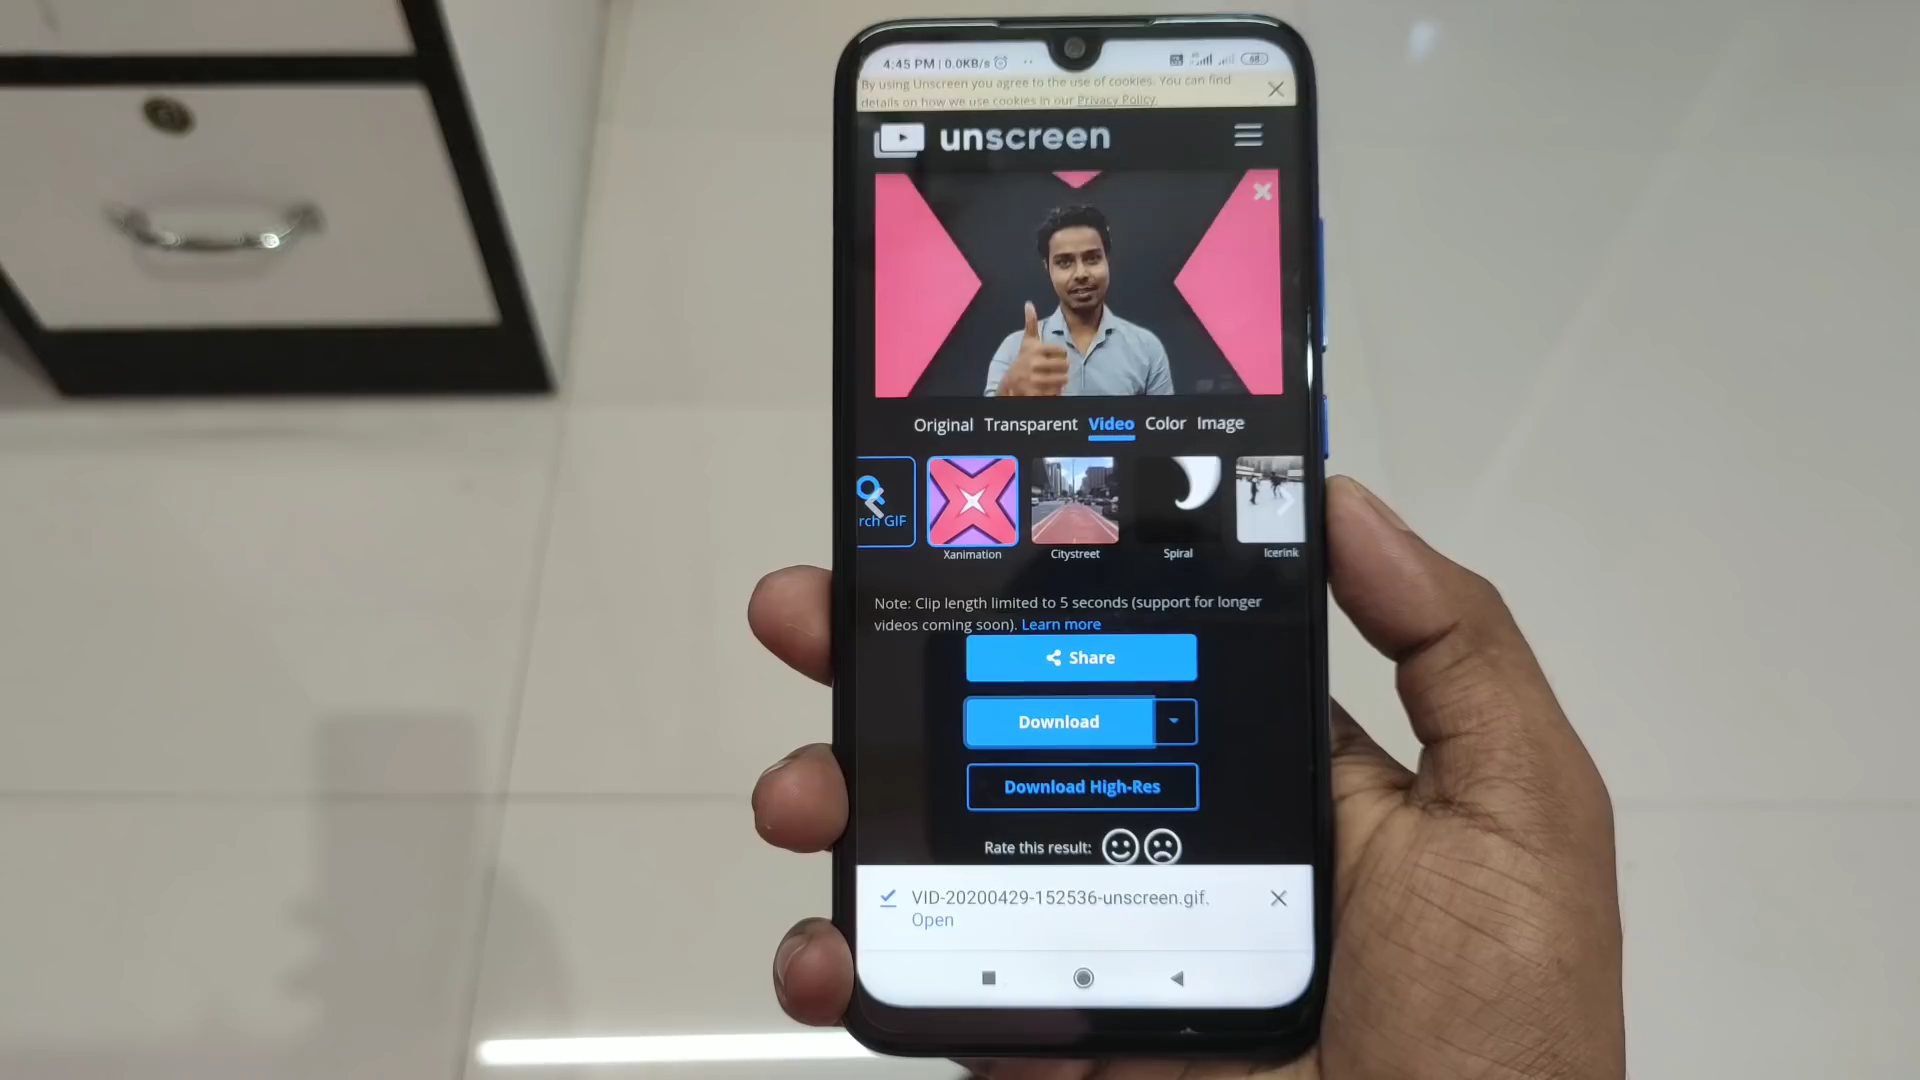 4:45 PM | 0.0KB/s
68
By using Unscreen you agree to the use of cookies. You can find
details on how we use cookies in our Privacy Policy.
unscreen
Original Transparent Video Color Image
rch GIF
Xanimation Citystreet Spiral Icerink
Note: Clip length limited to 5 seconds (support for longer
videos coming soon). Learn more
Share
Download
Download High-Res
Rate this result:
VID-20200429-152536-unscreen.gif.
Open